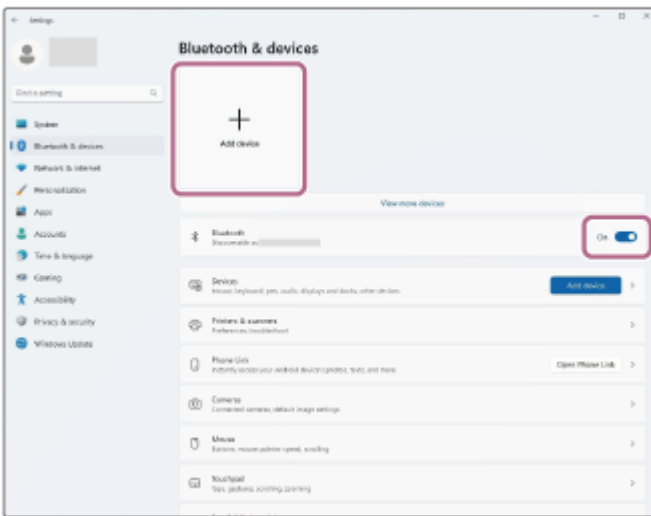 Settings
Bluetooth & devices
Find a setting
System
Bluetooth & devices
Network & internet
Personalization
Apps
Accounts
Time & language
Gaming
Accessibility
Privacy & security
Windows Update
Add device
View more devices
Bluetooth
Discoverable as
On
Devices
Mouse, keyboard, pen, audio, displays and docks, other devices
Add device
Printers & scanners
Preferences, troubleshoot
Phone Link
Instantly access your Android device's photos, texts, and more
Open Phone Link
Cameras
Connected cameras, default image settings
Mouse
Buttons, mouse pointer speed, scrolling
Touchpad
Taps, gestures, scrolling, zooming